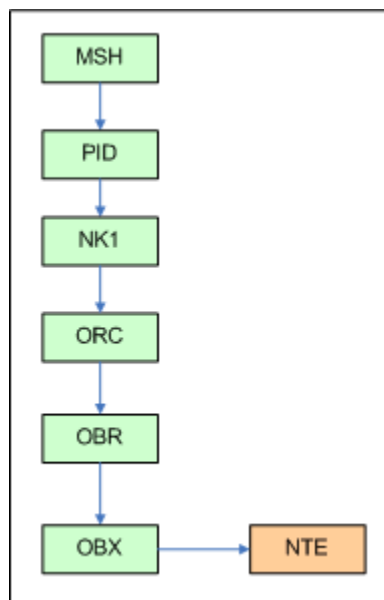 MSH
PID
NK1
ORC
OBR
OBX
NTE